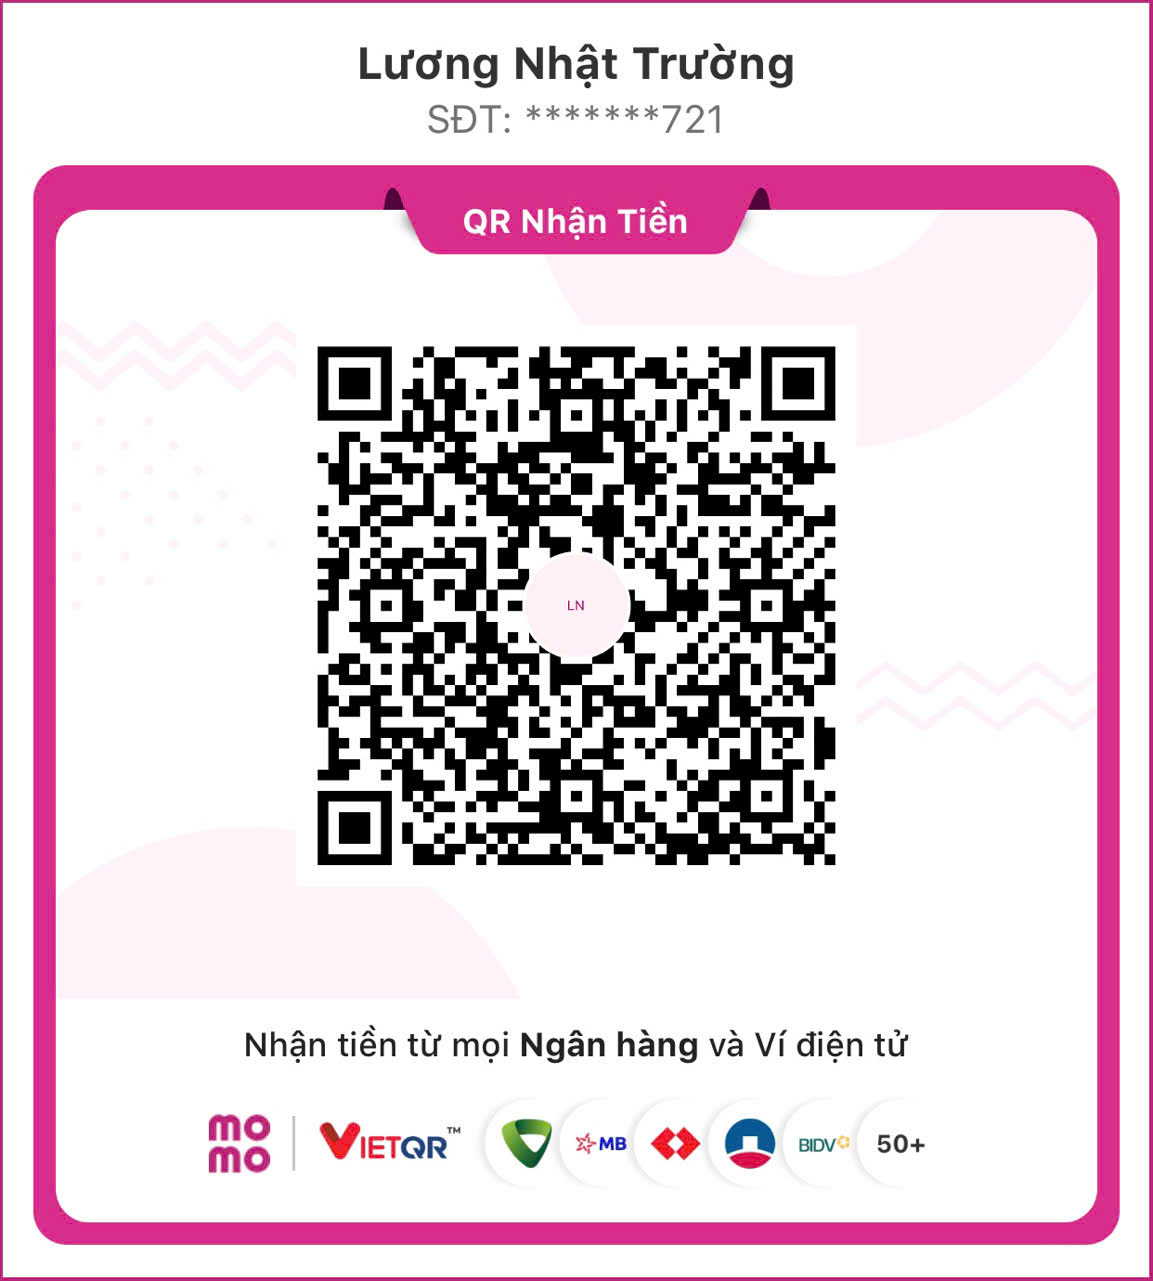 Lương Nhật Trường
SĐT: *******721
QR Nhận Tiền
LN
Nhận tiền từ mọi Ngân hàng và Ví điện tử
mo
mo
VIETQR™
MB
BIDV
50+